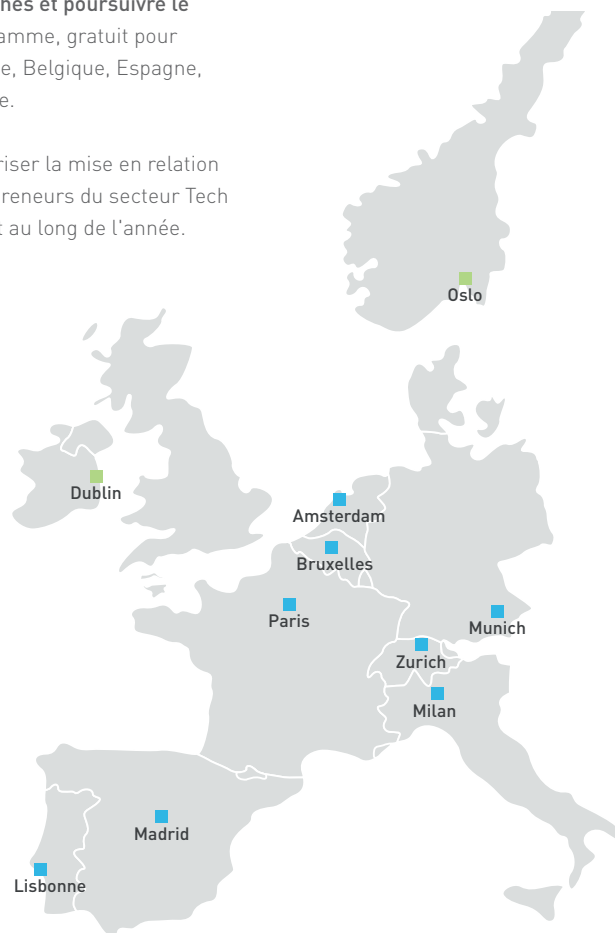 hés et poursuivre le
amme, gratuit pour
e, Belgique, Espagne,
e.
riser la mise en relation
reneurs du secteur Tech
t au long de l'année.
Oslo
Dublin
Amsterdam
Bruxelles
Paris
Munich
Zurich
Milan
Madrid
Lisbonne